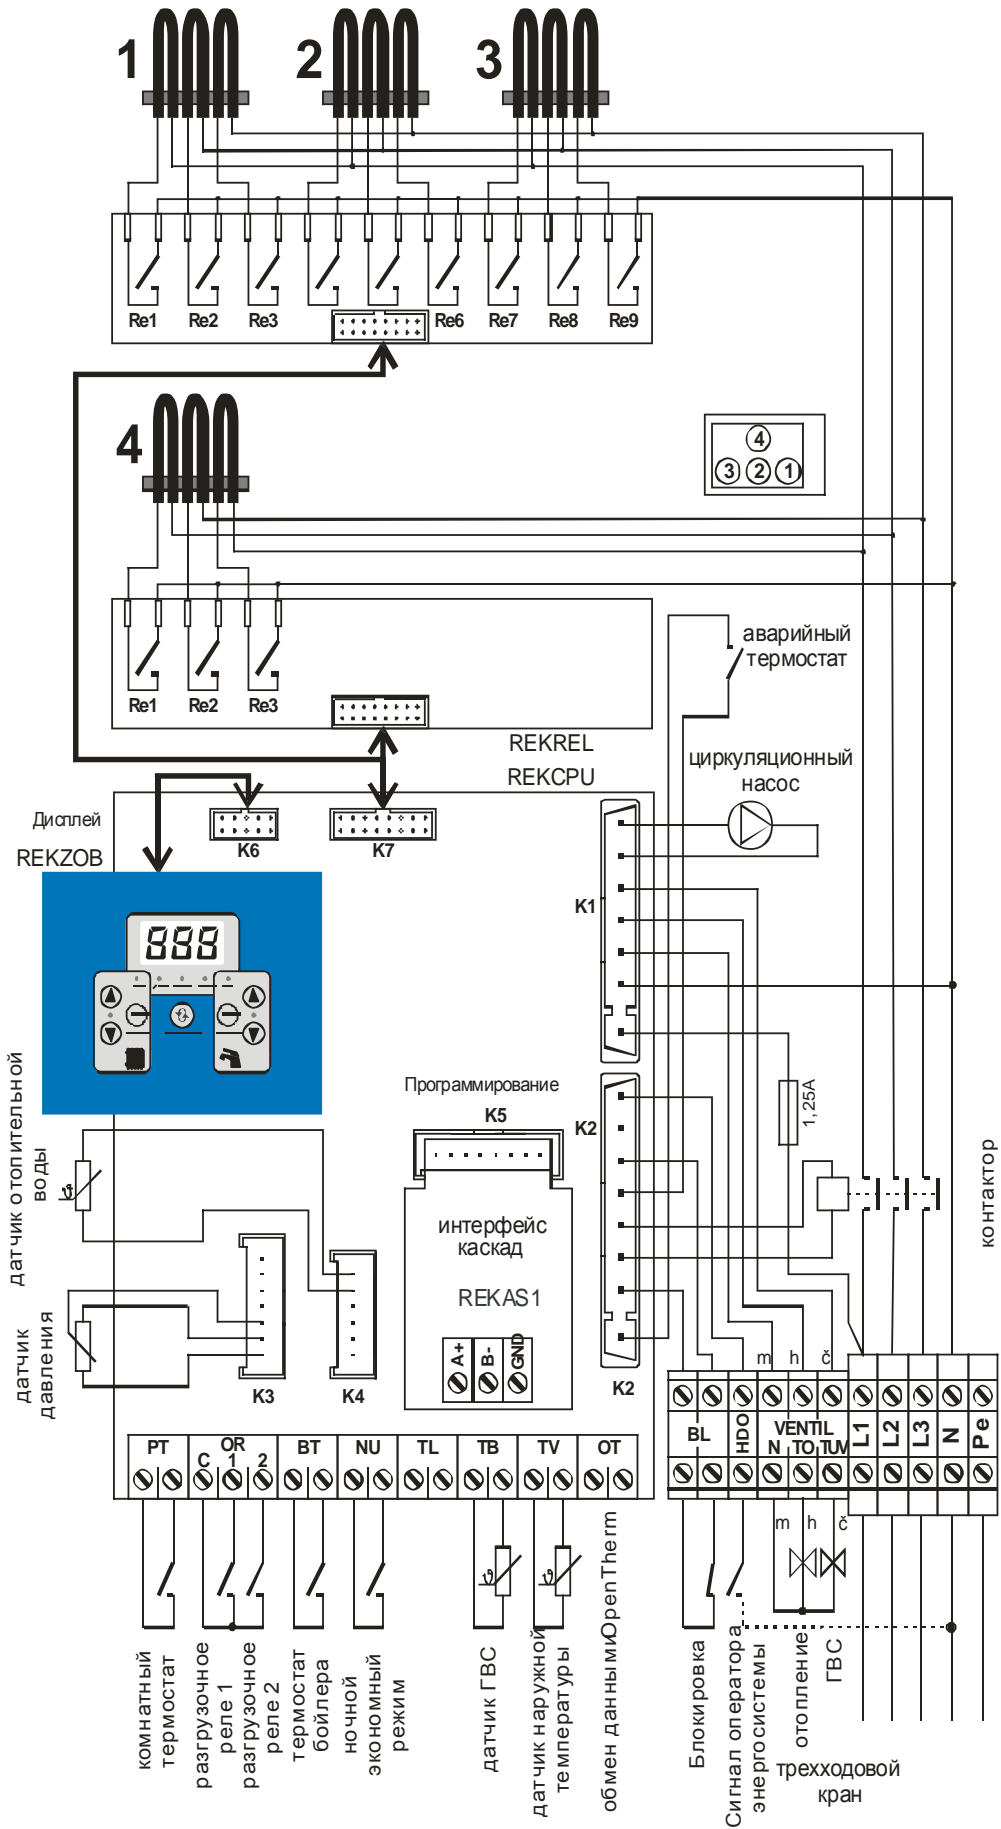 1 2 3
Re1 Re2 Re3 Re6 Re7 Re8 Re9
4
4
3 2 1
Re1 Re2 Re3
аварийный
термостат
REKREL
REKCPU
циркуляционный
насос
Дисплей
REKZOB
K6 K7
K1
888
1,25A
Программирование
K5
K2
датчик отопительной
воды
контактор
интерфейс
каскад
REKAS1
датчик
давления
A+ B- GND
K3 K4 K2
m h č
BL HDO VENTIL
N TO TUV
L1 L2 L3 N Pe
PT OR BT NU TL TB TV OT
C 1 2
m h č
комнатный
термостат
разгрузочное
реле 1
разгрузочное
реле 2
термостат
бойлера
ночной
экономный
режим
датчик ГВС
датчик наружной
температуры
обмен данными OpenTherm
Блокировка
Сигнал оператора
энергосистемы
отопление
ГВС
трехходовой
кран